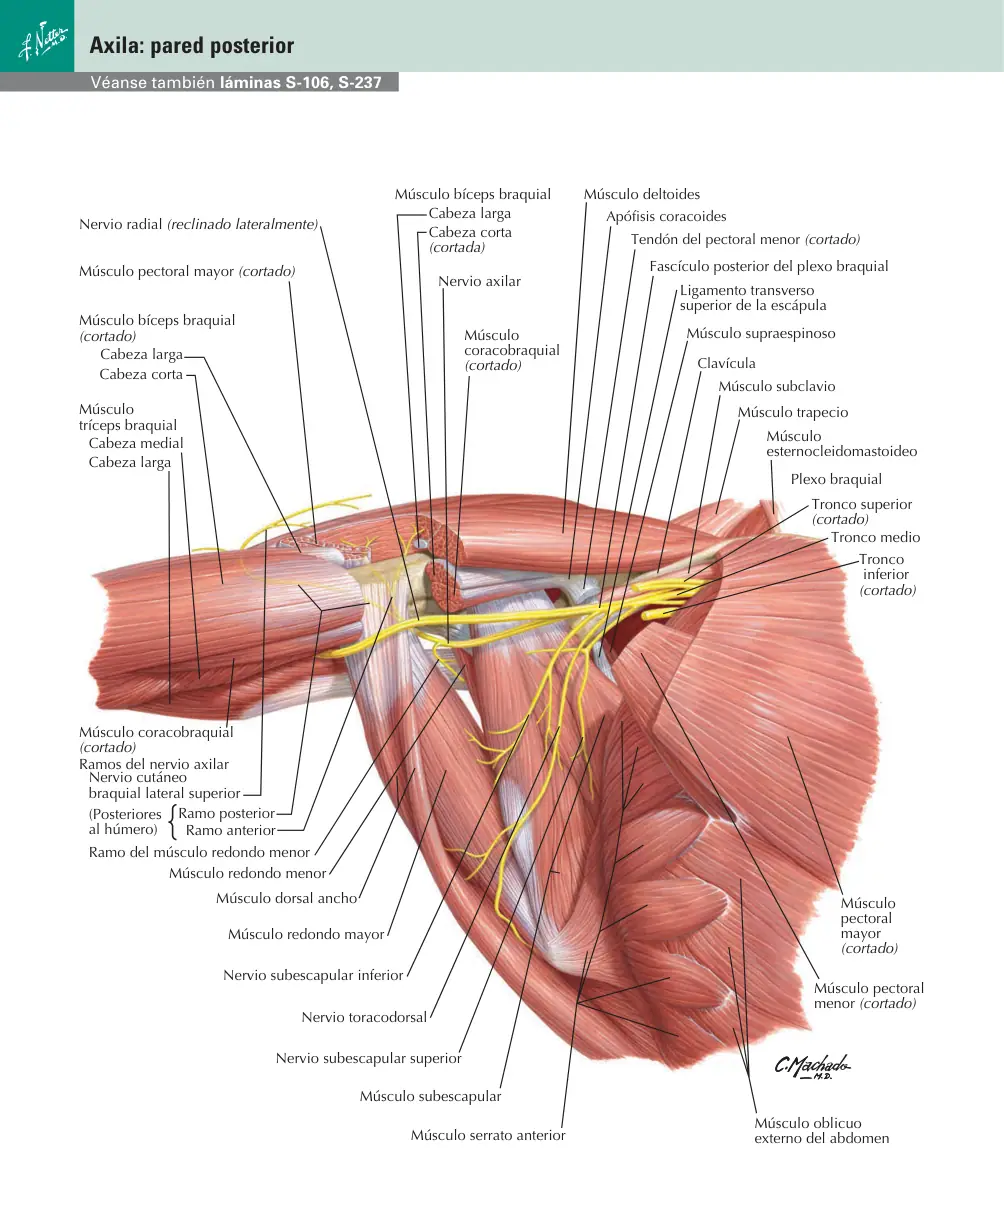 F. Netter M.D.
Axila: pared posterior
Véanse también láminas S-106, S-237
Músculo bíceps braquial
Cabeza larga
Cabeza corta
(cortada)
Nervio radial (reclinado lateralmente)
Músculo pectoral mayor (cortado)
Músculo bíceps braquial
(cortado)
Cabeza larga
Cabeza corta
Músculo
tríceps braquial
Cabeza medial
Cabeza larga
Nervio axilar
Músculo
coracobraquial
(cortado)
Músculo deltoides
Apófisis coracoides
Tendón del pectoral menor (cortado)
Fascículo posterior del plexo braquial
Ligamento transverso
superior de la escápula
Músculo supraespinoso
Clavícula
Músculo subclavio
Músculo trapecio
Músculo
esternocleidomastoideo
Plexo braquial
Tronco superior
(cortado)
Tronco medio
Tronco
inferior
(cortado)
Músculo coracobraquial
(cortado)
Ramos del nervio axilar
Nervio cutáneo
braquial lateral superior
(Posteriores
al húmero)
Ramo posterior
Ramo anterior
Ramo del músculo redondo menor
Músculo redondo menor
Músculo dorsal ancho
Músculo redondo mayor
Nervio subescapular inferior
Nervio toracodorsal
Nervio subescapular superior
Músculo subescapular
Músculo serrato anterior
Músculo
pectoral
mayor
(cortado)
Músculo pectoral
menor (cortado)
C. Machado
M.D.
Músculo oblicuo
externo del abdomen